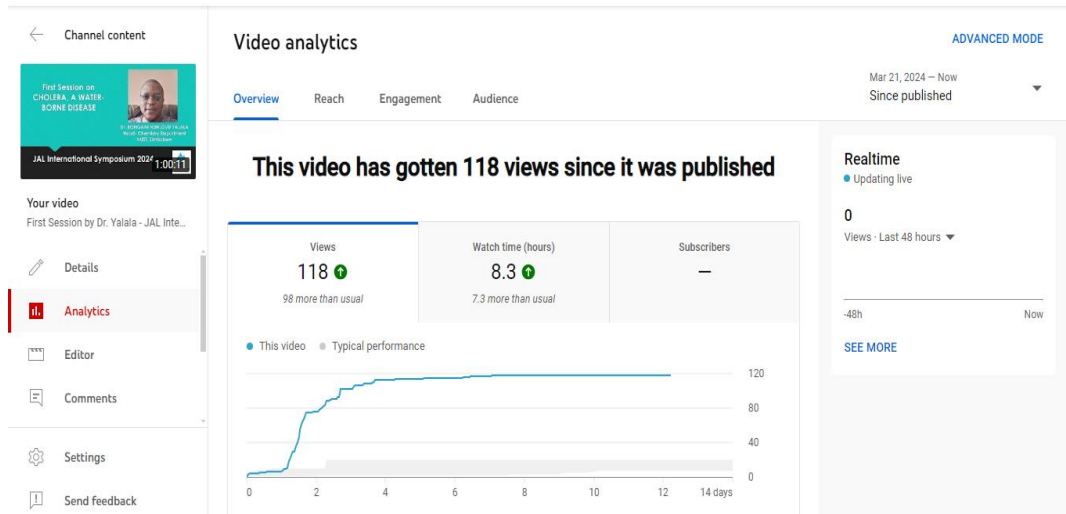 Channel content
First Session on
CHOLERA, A WATER-
BORNE DISEASE
JAL International Symposium 2024
1:00:11
Your video
First Session by Dr. Yalala - JAL Inte...
Details
Analytics
Editor
Comments
Settings
Send feedback
Video analytics
ADVANCED MODE
Overview
Reach
Engagement
Audience
Mar 21, 2024 – Now
Since published
This video has gotten 118 views since it was published
Views
118
98 more than usual
Watch time (hours)
8.3
7.3 more than usual
Subscribers
—
This video
Typical performance
120
80
40
0
0
2
4
6
8
10
12
14 days
Realtime
Updating live
0
Views · Last 48 hours
-48h
Now
SEE MORE